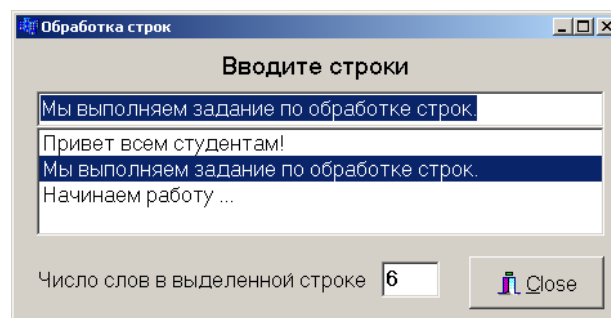 Обработка строк
Вводите строки
Мы выполняем задание по обработке строк.
Привет всем студентам!
Мы выполняем задание по обработке строк.
Начинаем работу ...
Число слов в выделенной строке 6 Close